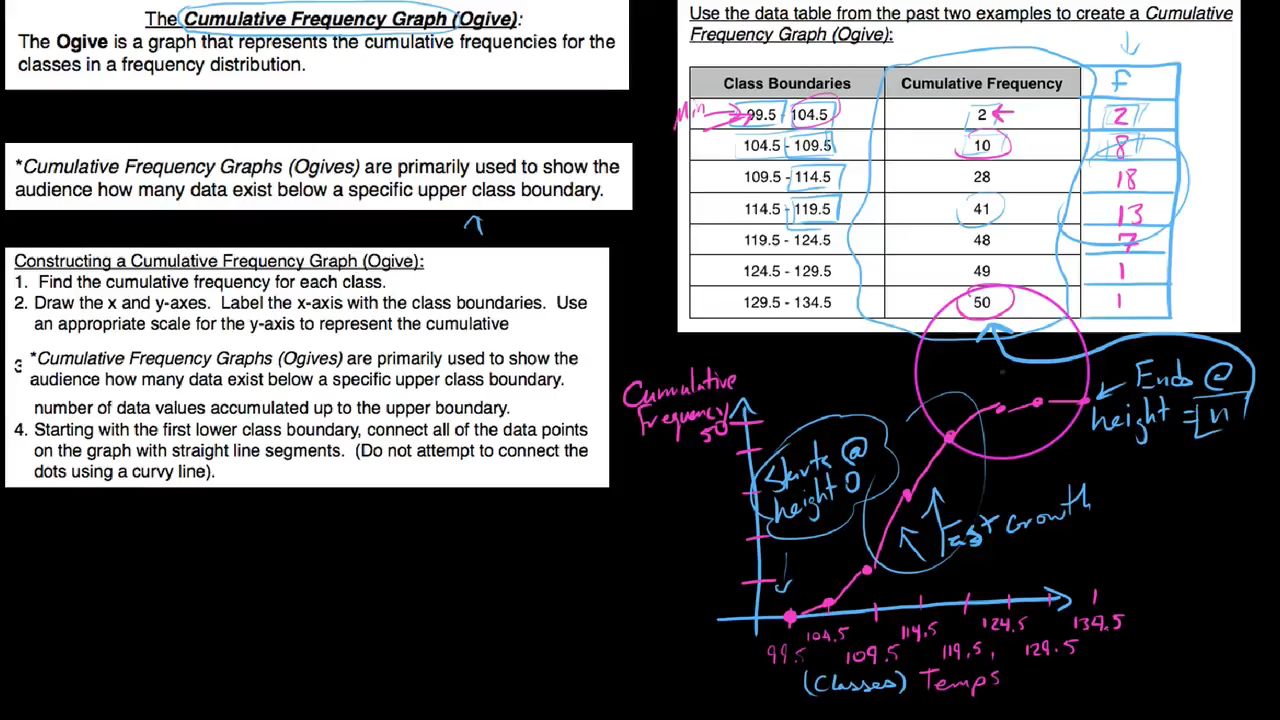 The Cumulative Frequency Graph (Ogive):
The Ogive is a graph that represents the cumulative frequencies for the
classes in a frequency distribution.
*Cumulative Frequency Graphs (Ogives) are primarily used to show the
audience how many data exist below a specific upper class boundary.
Constructing a Cumulative Frequency Graph (Ogive):
1. Find the cumulative frequency for each class.
2. Draw the x and y-axes. Label the x-axis with the class boundaries. Use
an appropriate scale for the y-axis to represent the cumulative
3
*Cumulative Frequency Graphs (Ogives) are primarily used to show the
audience how many data exist below a specific upper class boundary.
number of data values accumulated up to the upper boundary.
4. Starting with the first lower class boundary, connect all of the data points
on the graph with straight line segments. (Do not attempt to connect the
dots using a curvy line).
Use the data table from the past two examples to create a Cumulative
Frequency Graph (Ogive):
Class Boundaries Cumulative Frequency f
Min 99.5 - 104.5 2 2
104.5 - 109.5 10 8
109.5 - 114.5 28 18
114.5 - 119.5 41 13
119.5 - 124.5 48 7
124.5 - 129.5 49 1
129.5 - 134.5 50 1
Cumulative
Frequency
50
Starts @
height 0
Ends @
height = n
Fast Growth
104.5 114.5 124.5 134.5
99.5 109.5 119.5, 129.5
(Classes) Temps